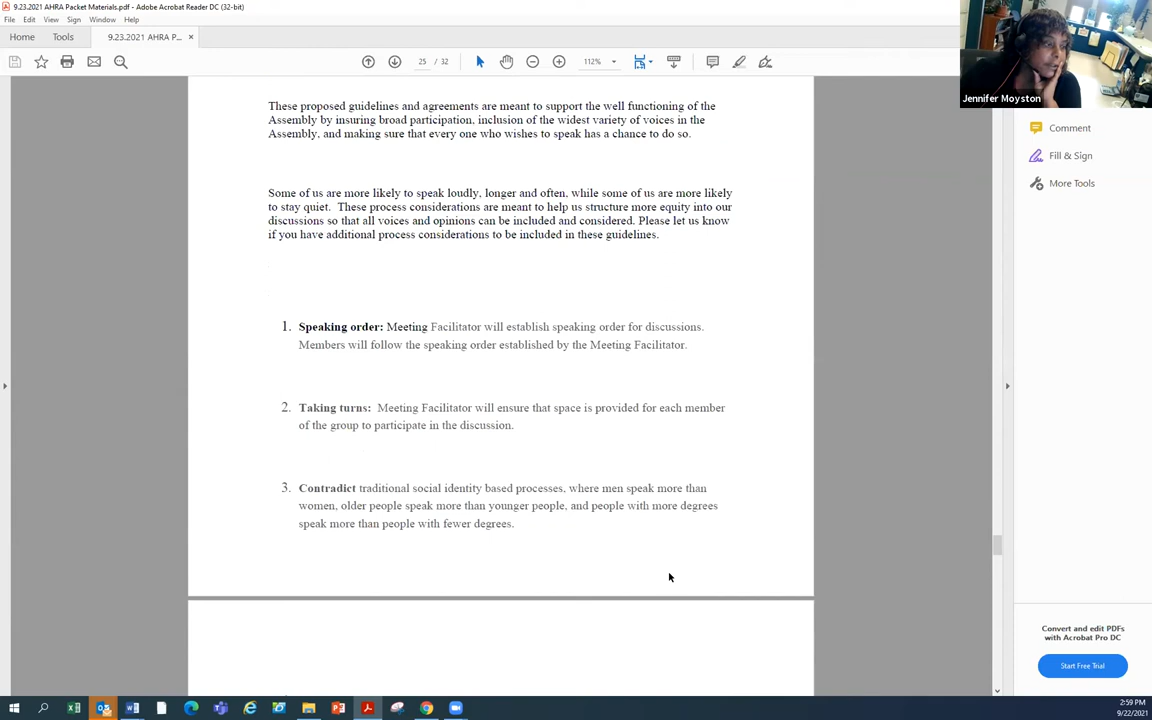 9.23.2021 AHRA Packet Materials.pdf - Adobe Acrobat Reader DC (32-bit)
File Edit View Sign Window Help
Home Tools 9.23.2021 AHRA P... ×
25 / 32 112%
Jennifer Moyston
Comment
Fill & Sign
More Tools
These proposed guidelines and agreements are meant to support the well functioning of the
Assembly by insuring broad participation, inclusion of the widest variety of voices in the
Assembly, and making sure that every one who wishes to speak has a chance to do so.
Some of us are more likely to speak loudly, longer and often, while some of us are more likely
to stay quiet. These process considerations are meant to help us structure more equity into our
discussions so that all voices and opinions can be included and considered. Please let us know
if you have additional process considerations to be included in these guidelines.
1. Speaking order: Meeting Facilitator will establish speaking order for discussions.
Members will follow the speaking order established by the Meeting Facilitator.
2. Taking turns: Meeting Facilitator will ensure that space is provided for each member
of the group to participate in the discussion.
3. Contradict traditional social identity based processes, where men speak more than
women, older people speak more than younger people, and people with more degrees
speak more than people with fewer degrees.
Convert and edit PDFs
with Acrobat Pro DC
Start Free Trial
2:59 PM
9/22/2021